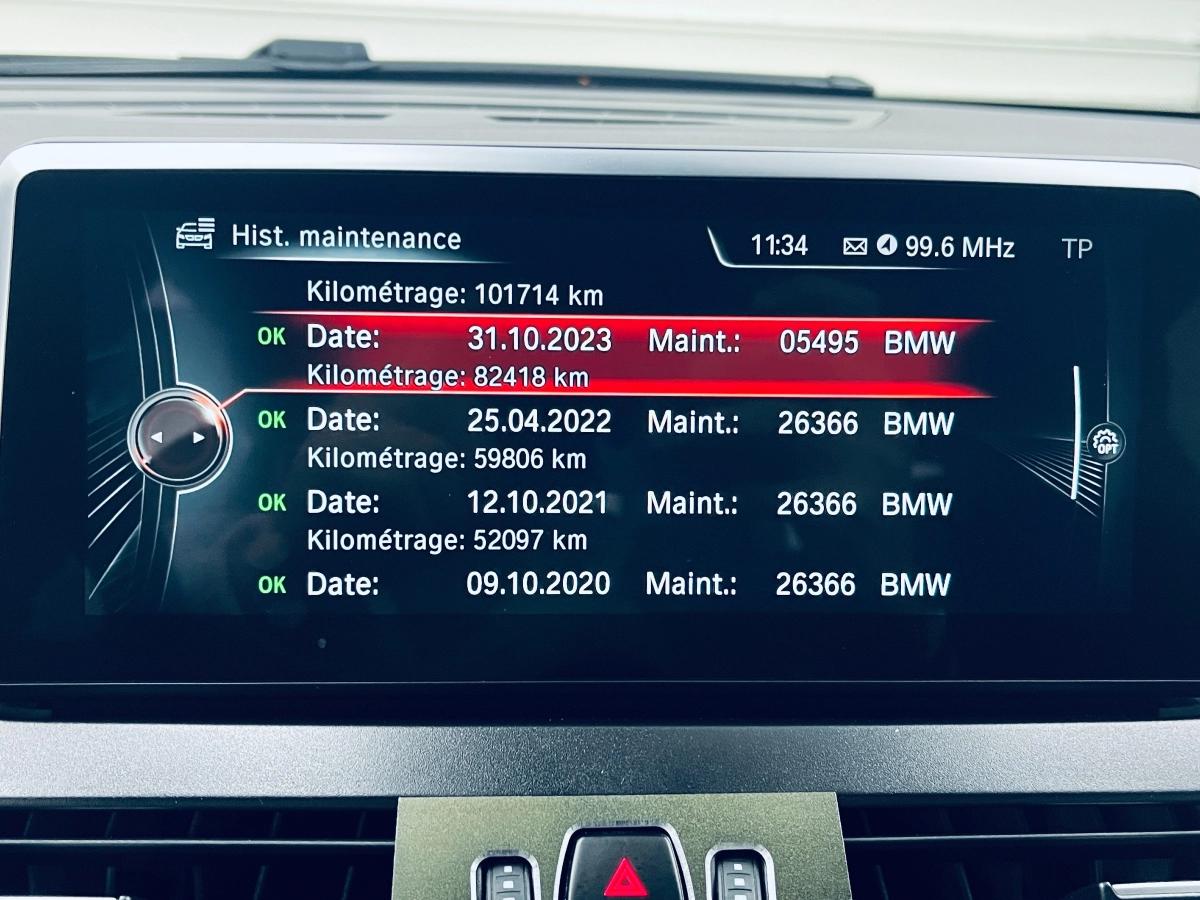 Hist. maintenance 11:34 99.6 MHz TP
Kilométrage: 101714 km
OK Date: 31.10.2023 Maint.: 05495 BMW
Kilométrage: 82418 km
OK Date: 25.04.2022 Maint.: 26366 BMW
Kilométrage: 59806 km
OK Date: 12.10.2021 Maint.: 26366 BMW
Kilométrage: 52097 km
OK Date: 09.10.2020 Maint.: 26366 BMW
OPT